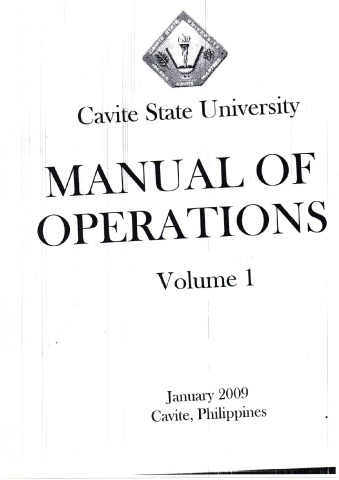 Cavite State University
MANUAL OF
OPERATIONS
Volume 1
January 2009
Cavite, Philippines